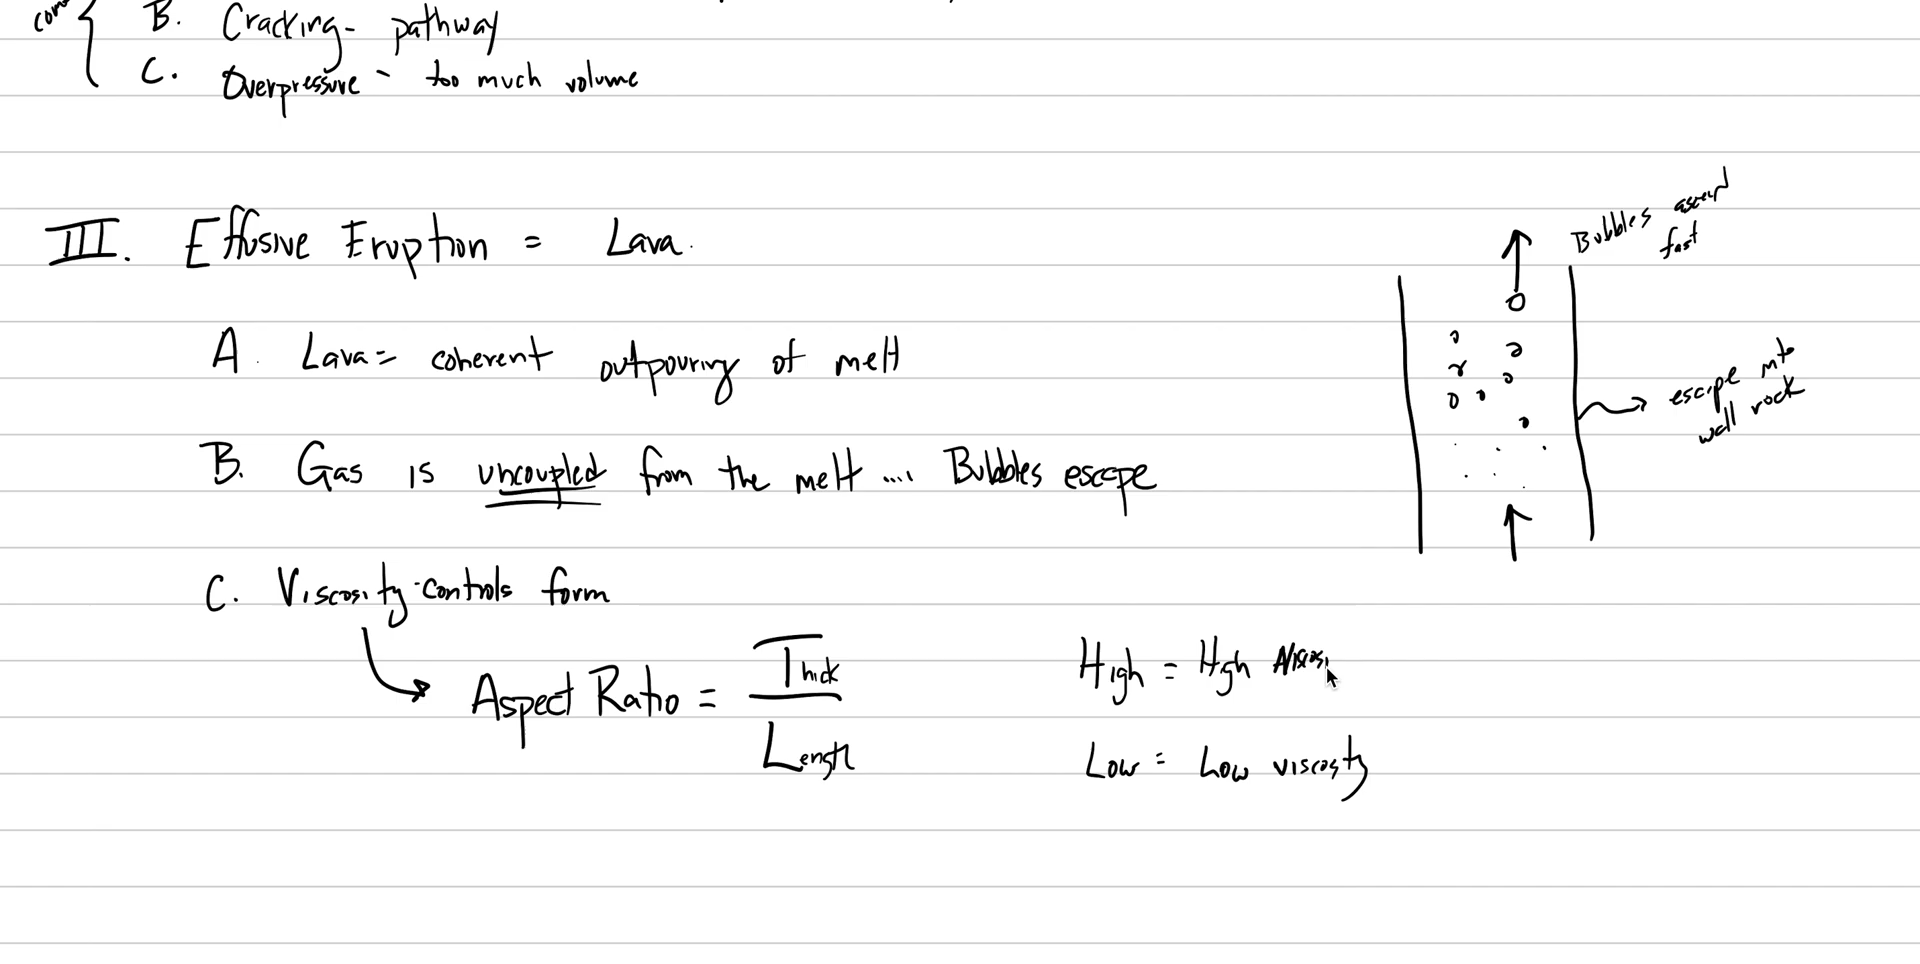 B. Cracking - pathway
C. Overpressure - too much volume
III. Effusive Eruption = Lava.
A. Lava = coherent outpouring of melt
B. Gas is uncoupled from the melt .... Bubbles escape
C. Viscosity - controls form
Aspect Ratio = Thick
Length
High = High
Low = Low viscosity
Bubbles ascend
fast
escape into
wall rock